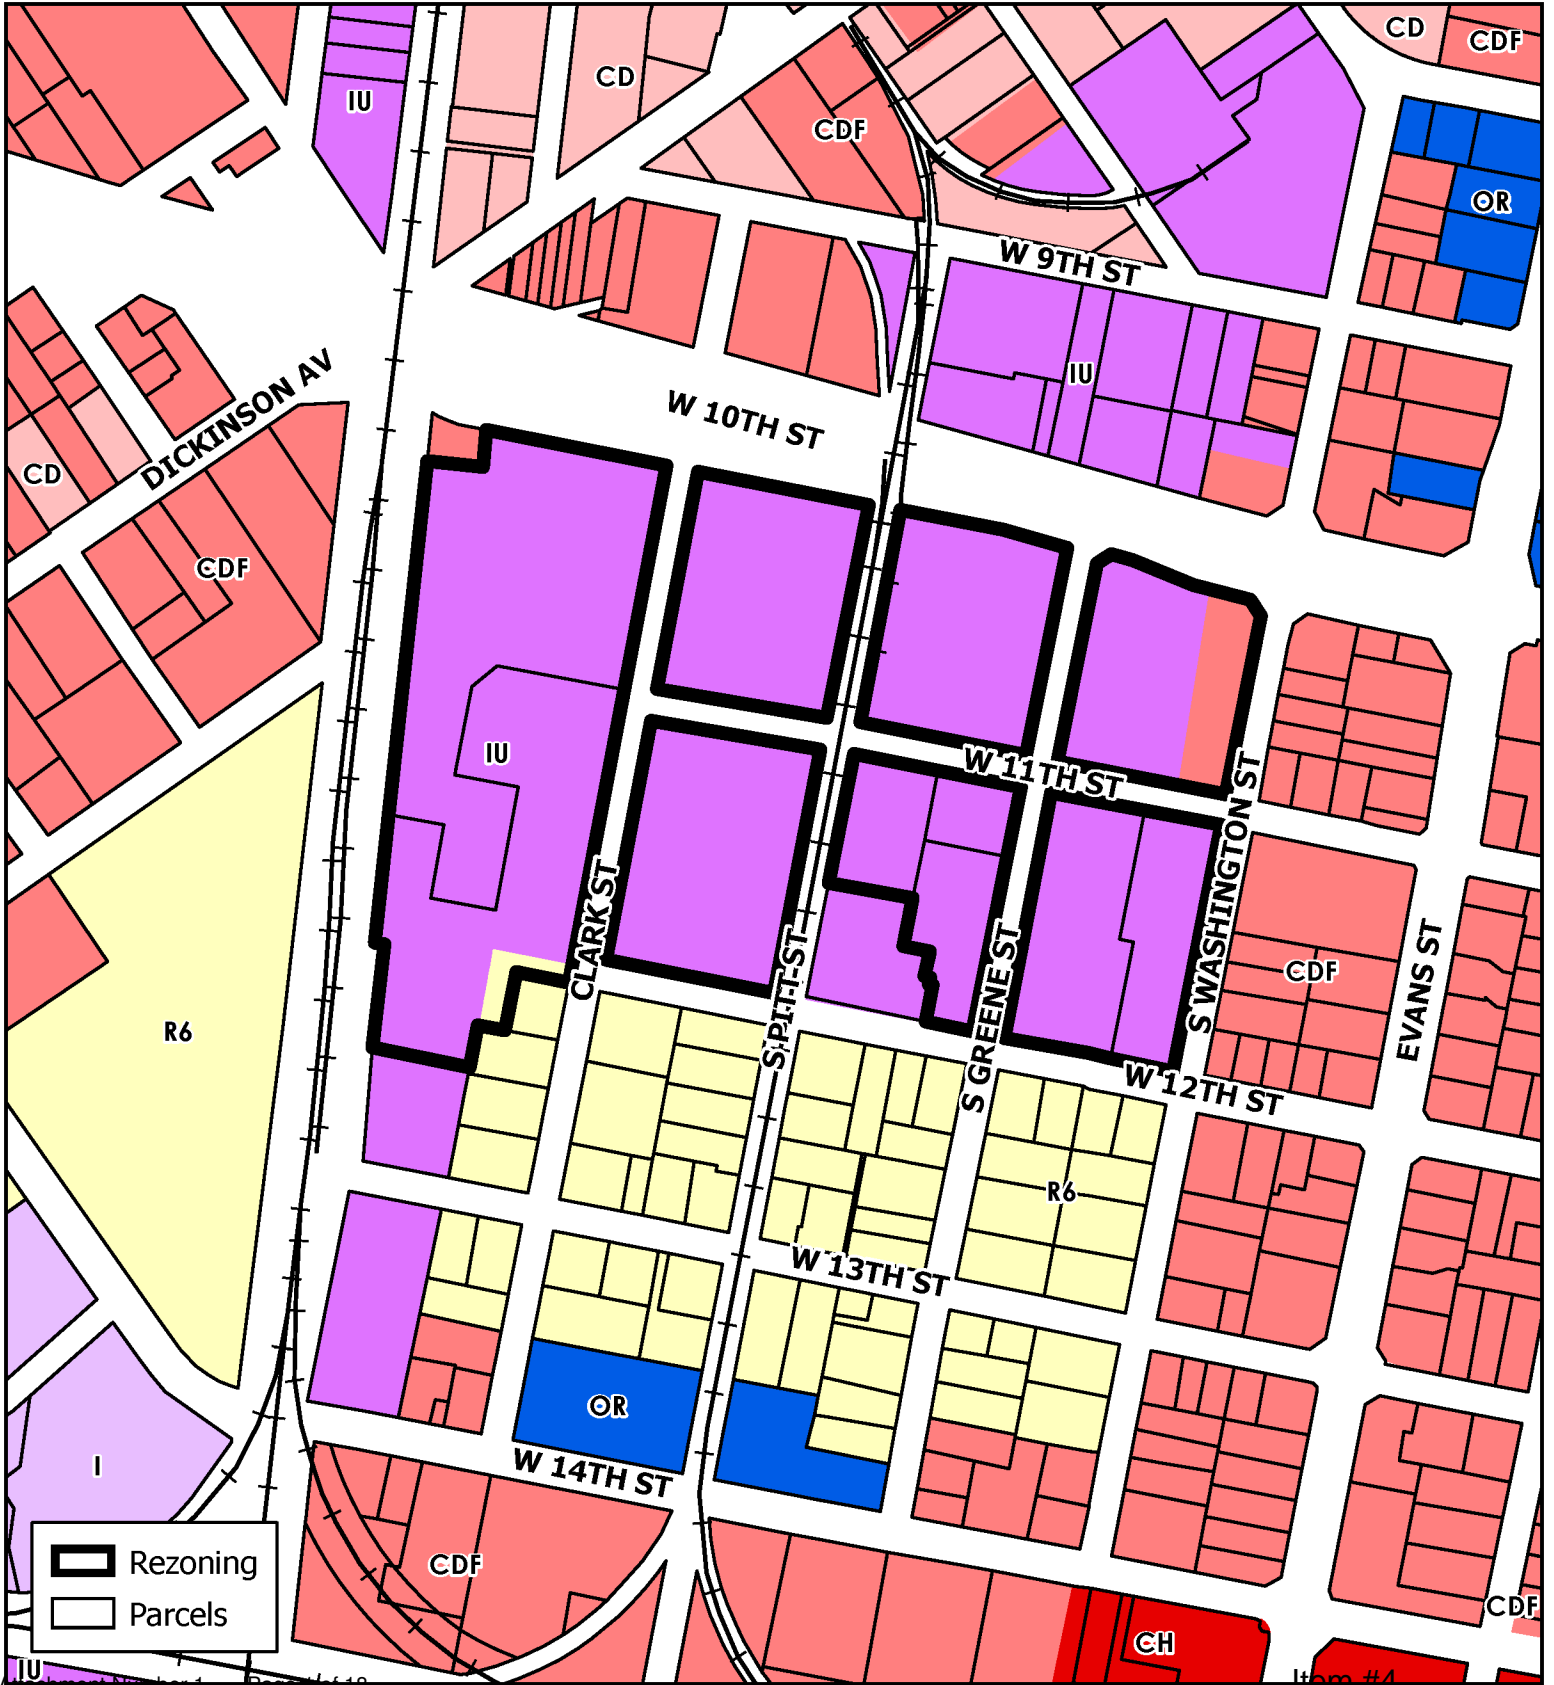 CD
CDF
IU
CD
CDF
OR
W 9TH ST
IU
W 10TH ST
DICKINSON AV
CD
CDF
IU
W 11TH ST
S WASHINGTON ST
CLARK ST
S PITT ST
S GREENE ST
CDF
EVANS ST
R6
W 12TH ST
R6
W 13TH ST
OR
W 14TH ST
I
CDF
CDF
CH
Rezoning
Parcels
IU
Item #4